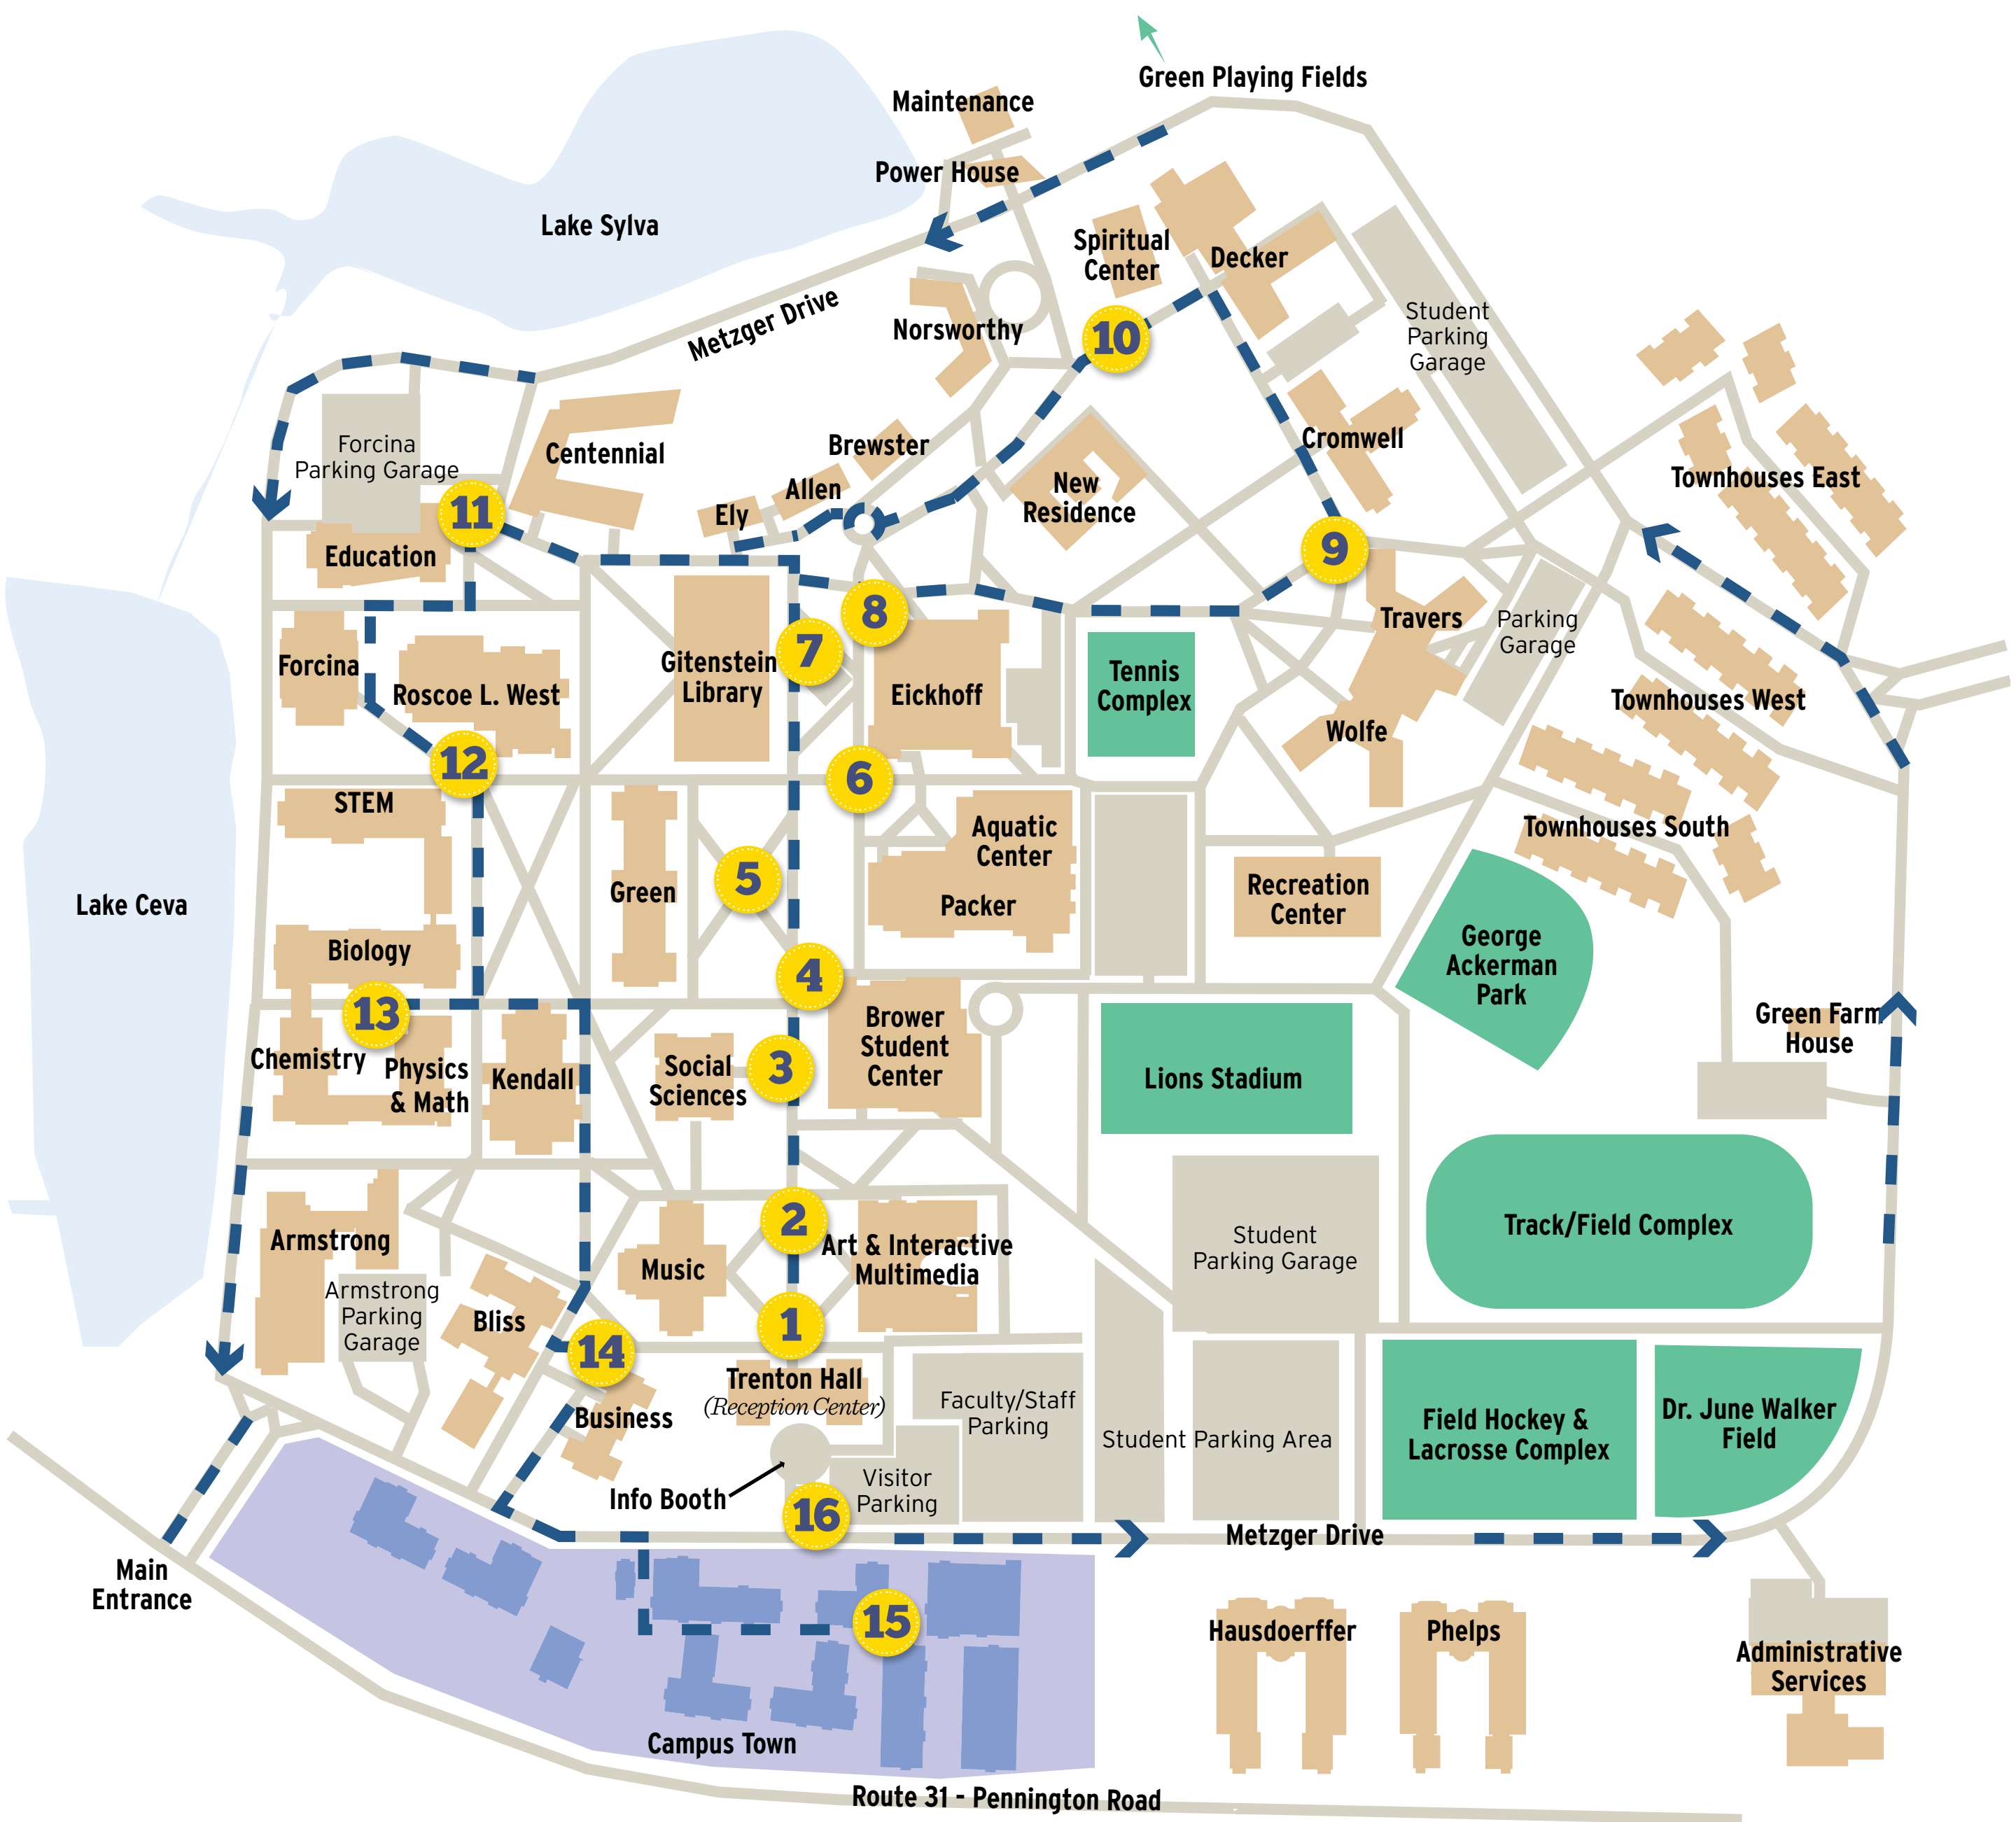 Green Playing Fields
Maintenance
Power House
Lake Sylva
Spiritual
Center
Decker
Metzger Drive
Norsworthy
10
Student
Parking
Garage
Forcina
Parking Garage
Centennial
Brewster
Cromwell
Allen
New
Residence
Townhouses East
Ely
11
Education
9
8
7
Travers
Parking
Garage
Forcina
Roscoe L. West
Gitenstein
Library
Eickhoff
Tennis
Complex
Townhouses West
Wolfe
12
6
STEM
Aquatic
Center
Townhouses South
Lake Ceva
Green
5
Packer
Recreation
Center
Biology
4
George
Ackerman
Park
13
Brower
Student
Center
Green Farm
House
Chemistry
Physics
& Math
Kendall
Social
Sciences
3
Lions Stadium
Armstrong
2
Music
Art & Interactive
Multimedia
Student
Parking Garage
Track/Field Complex
Armstrong
Parking
Garage
Bliss
1
14
Trenton Hall
(Reception Center)
Business
Faculty/Staff
Parking
Student Parking Area
Field Hockey &
Lacrosse Complex
Dr. June Walker
Field
Info Booth
Visitor
Parking
16
Metzger Drive
Main
Entrance
15
Hausdoerffer
Phelps
Administrative
Services
Campus Town
Route 31 - Pennington Road